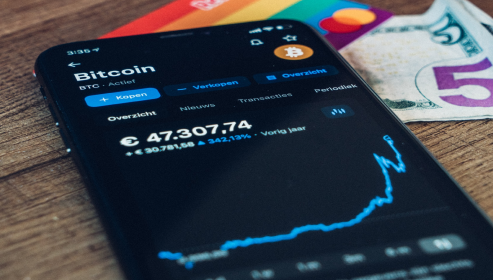 3:35
Bitcoin
BTC · Actief
+ Kopen − Verkopen Overzicht
Overzicht Nieuws Transacties Periodiek
€ 47.307,74
+ € 30.781,58 ▲ 342,13% · Vorig jaar
5